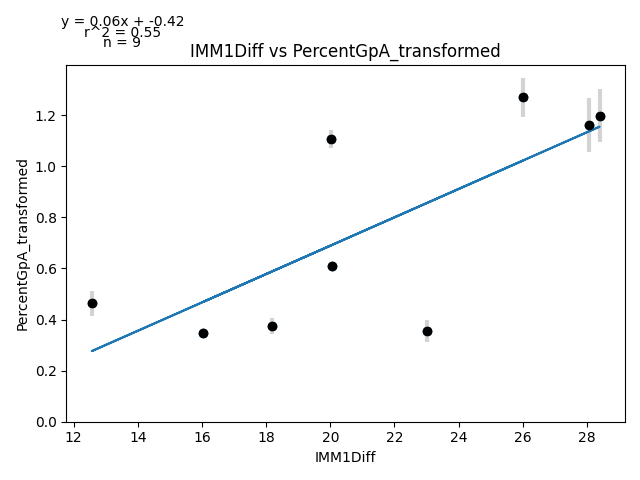 y = 0.06x + -0.42
r^2 = 0.55
n = 9
IMM1Diff vs PercentGpA_transformed
PercentGpA_transformed
1.2
1.0
0.8
0.6
0.4
0.2
0.0
12 14 16 18 20 22 24 26 28
IMM1Diff